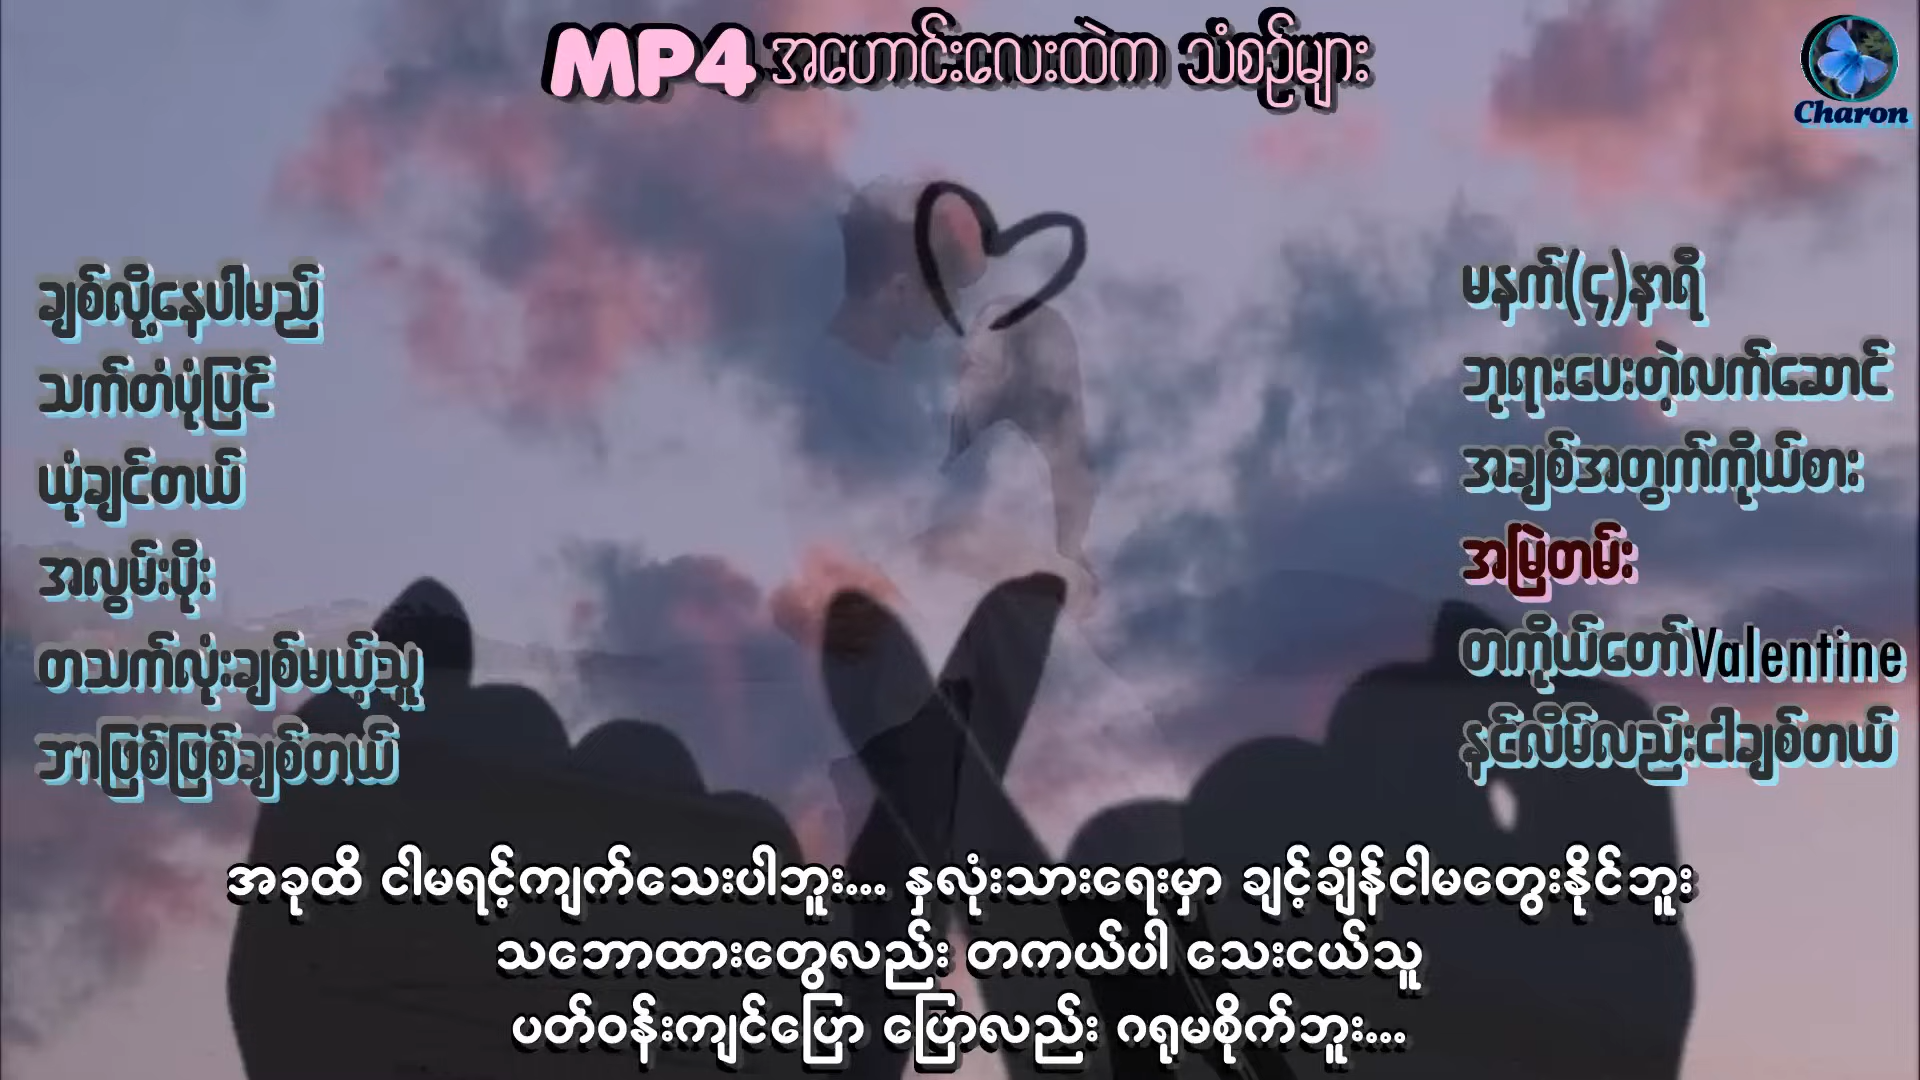 MP4 အဟောင်းလေးထဲက သံစဉ်များ
Charon
ချစ်လို့နေပါမည်
သက်တံပုံပြင်
ယုံချင်တယ်
အလွမ်းပိုး
တသက်လုံးချစ်မယ့်သူ
ဘာဖြစ်ဖြစ်ချစ်တယ်
မနက်(၄)နာရီ
ဘုရားပေးတဲ့လက်ဆောင်
အချစ်အတွက်ကိုယ်စား
အမြဲတမ်း
တကိုယ်တော်Valentine
နင်လိမ်လည်းငါချစ်တယ်
အခုထိ ငါမရင့်ကျက်သေးပါဘူး... နှလုံးသားရေးမှာ ချင့်ချိန်ငါမတွေးနိုင်ဘူး
သဘောထားတွေလည်း တကယ်ပါ သေးငယ်သူ
ပတ်ဝန်းကျင်ပြော ပြောလည်း ဂရုမစိုက်ဘူး...